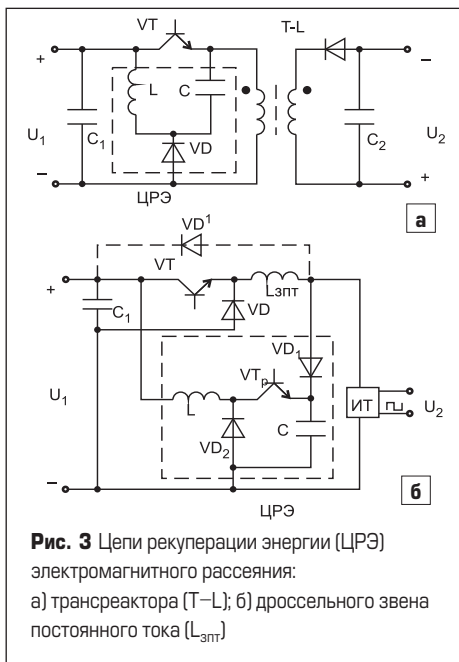 VT
T-L
+
−
L
C
U₁
C₁
VD
C₂
U₂
−
+
ЦРЭ
а
VD¹
VT
+
Lзпт
C₁
VD
VD₁
VTр
U₁
L
ИТ
U₂
VD₂
C
−
б
ЦРЭ
Рис. 3 Цепи рекуперации энергии (ЦРЭ)
электромагнитного рассеяния:
а) трансреактора (Т–L); б) дроссельного звена
постоянного тока (Lзпт)